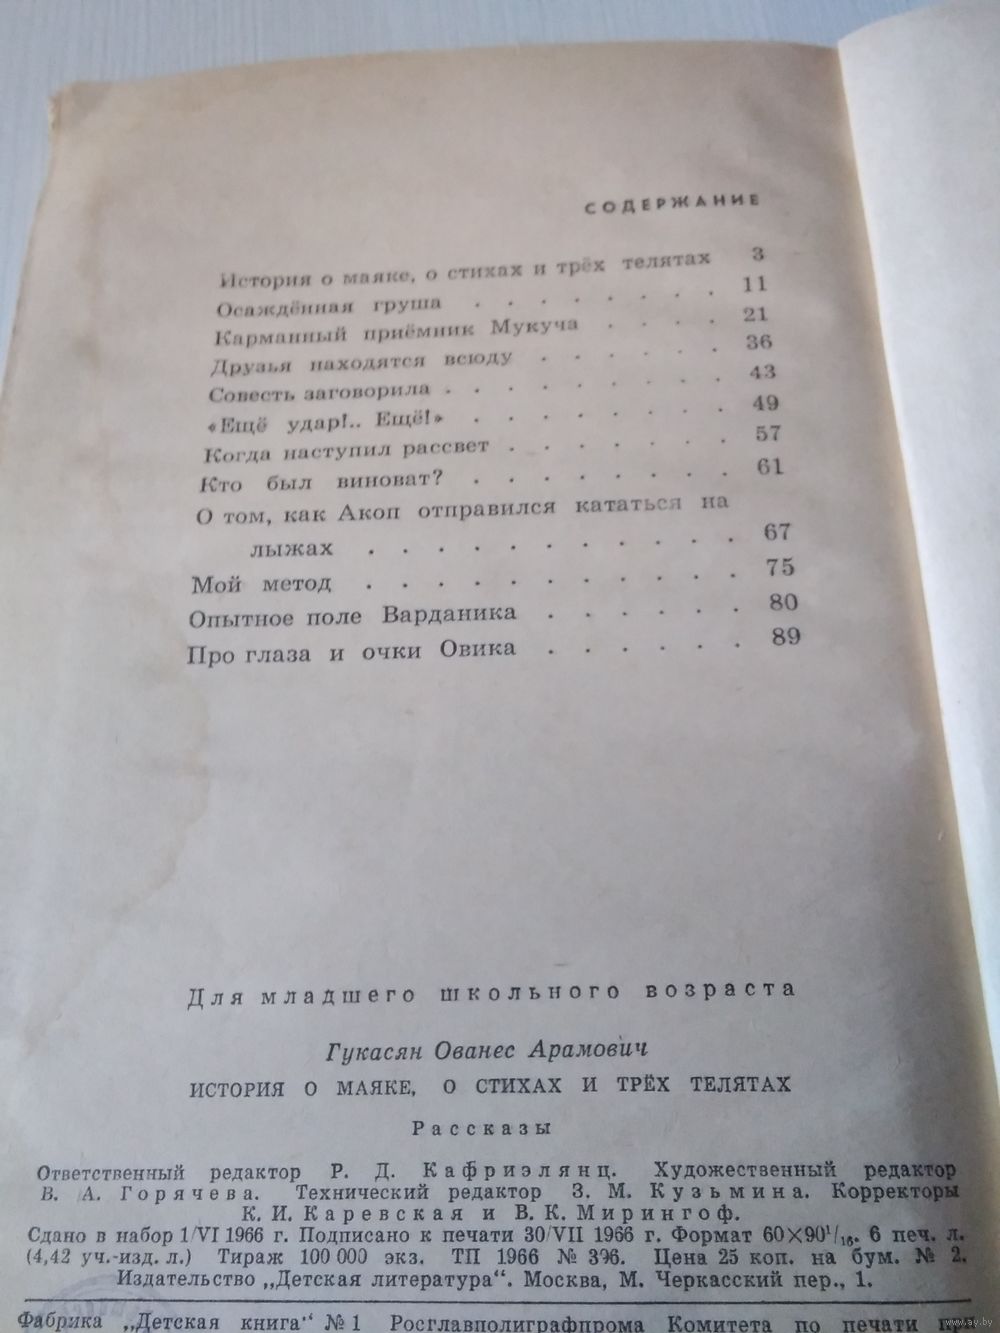 СОДЕРЖАНИЕ
История о маяке, о стихах и трёх телятах 3
Осаждённая груша . . . . . . . 11
Карманный приёмник Мукуча . . . . 21
Друзья находятся всюду . . . . . 36
Совесть заговорила . . . . . . . . 43
«Ещё удар!.. Ещё!» . . . . . . . 49
Когда наступил рассвет . . . . . . 57
Кто был виноват? . . . . . . . 61
О том, как Акоп отправился кататься на
лыжах . . . . . . . . . . . 67
Мой метод . . . . . . . . . . . 75
Опытное поле Варданика . . . . . . 80
Про глаза и очки Овика . . . . . . 89
Для младшего школьного возраста
Гукасян Ованес Арамович
ИСТОРИЯ О МАЯКЕ, О СТИХАХ И ТРЁХ ТЕЛЯТАХ
Рассказы
Ответственный редактор Р. Д. Кафриэлянц. Художественный редактор
В. А. Горячева. Технический редактор З. М. Кузьмина. Корректоры
К. И. Каревская и В. К. Мирингоф.
Сдано в набор 1/VI 1966 г. Подписано к печати 30/VII 1966 г. Формат 60×90¹/₁₆. 6 печ. л.
(4,42 уч.-изд. л.) Тираж 100 000 экз. ТП 1966 № 396. Цена 25 коп. на бум. № 2.
Издательство „Детская литература“. Москва, М. Черкасский пер., 1.
Фабрика „Детская книга“ № 1 Росглавполиграфпрома Комитета по печати при
www.ay.by